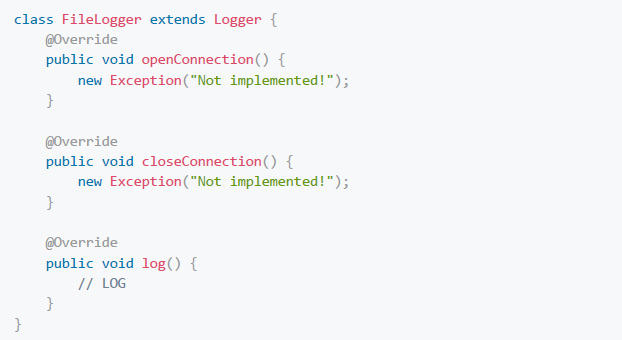 class FileLogger extends Logger {
    @Override
    public void openConnection() {
        new Exception("Not implemented!");
    }

    @Override
    public void closeConnection() {
        new Exception("Not implemented!");
    }

    @Override
    public void log() {
        // LOG
    }
}